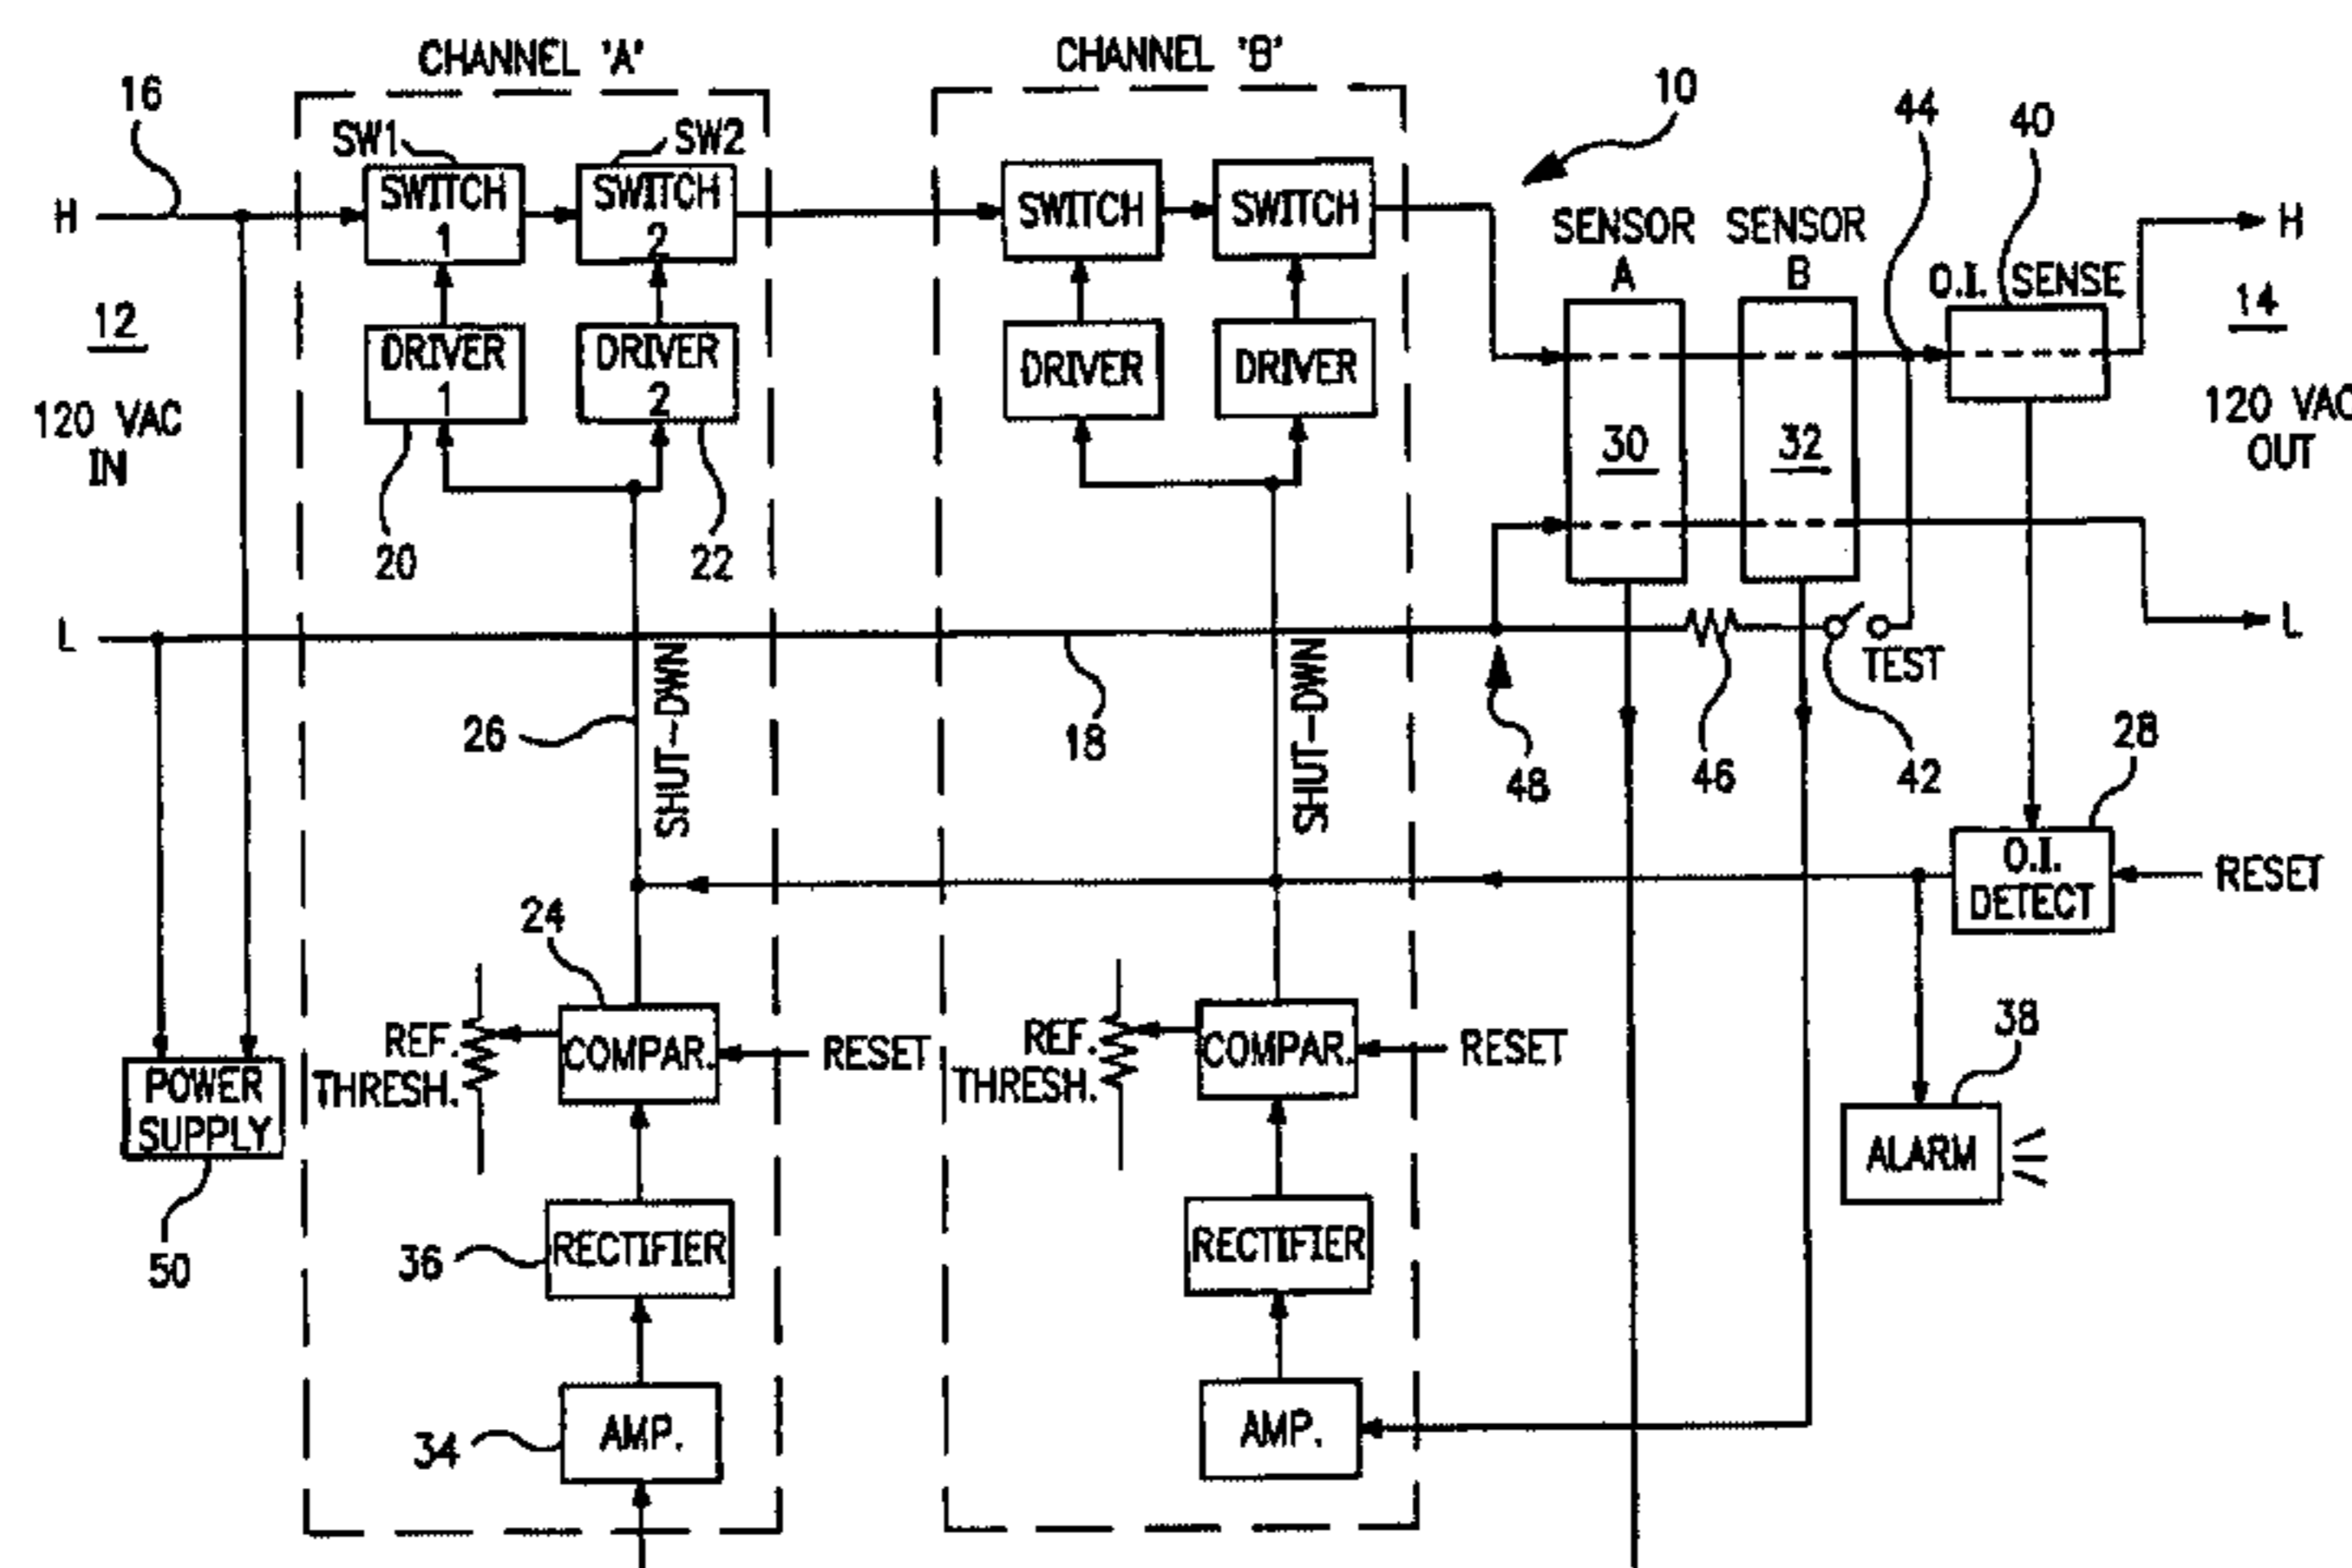 CHANNEL 'A'
CHANNEL 'B'
16
SW1
SW2
10
44
40
H
SWITCH
1
SWITCH
2
SWITCH
SWITCH
SENSOR
A
SENSOR
B
H
O.I. SENSE
12
14
DRIVER
1
DRIVER
2
DRIVER
DRIVER
120 VAC
IN
30
32
120 VAC
OUT
20
22
L
L
TEST
SHUT-DWN
SHUT-DWN
26
18
48
46
42
28
O.I.
DETECT
RESET
24
REF.
THRESH.
COMPAR.
RESET
REF.
THRESH.
COMPAR.
RESET
38
POWER
SUPPLY
ALARM
50
36
RECTIFIER
RECTIFIER
34
AMP.
AMP.